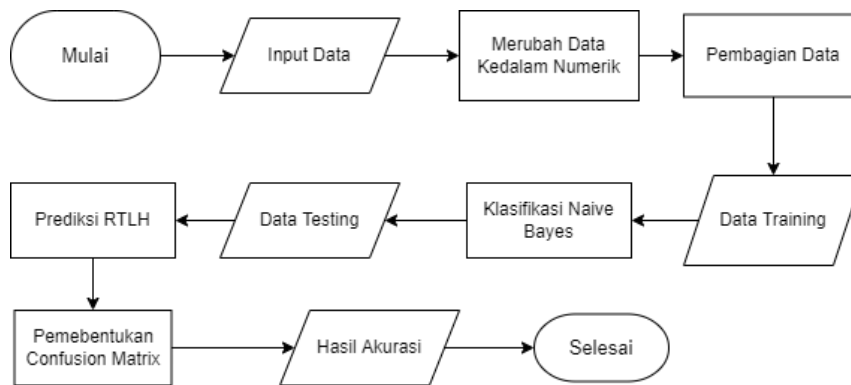 Mulai
Input Data
Merubah Data
Kedalam Numerik
Pembagian Data
Data Training
Klasifikasi Naive
Bayes
Data Testing
Prediksi RTLH
Pemebentukan
Confusion Matrix
Hasil Akurasi
Selesai